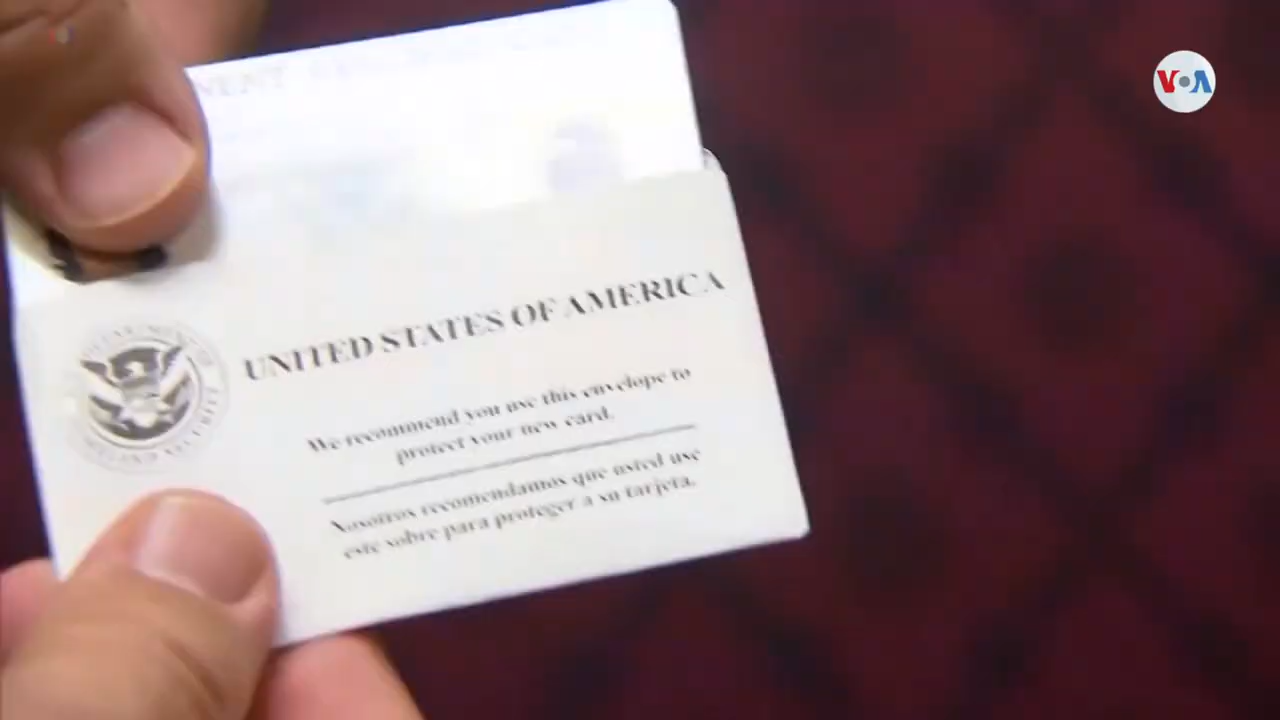 VOA
UNITED STATES OF AMERICA
We recommend you use this envelope to
protect your new card.
Nosotros recomendamos que usted use
este sobre para proteger a su tarjeta.